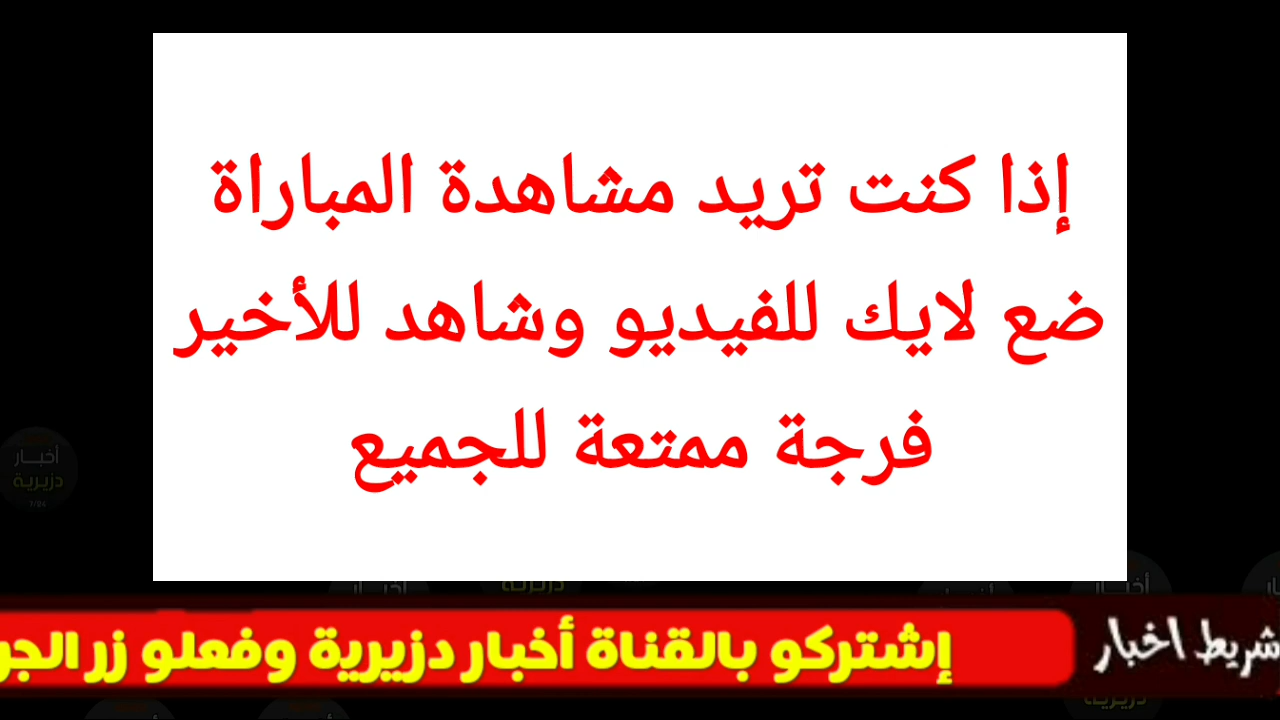 إذا كنت تريد مشاهدة المباراة
ضع لايك للفيديو وشاهد للأخير
فرجة ممتعة للجميع
أخبار
دزيرية
شريط اخبار
إشتركو بالقناة أخبار دزيرية وفعلو زر